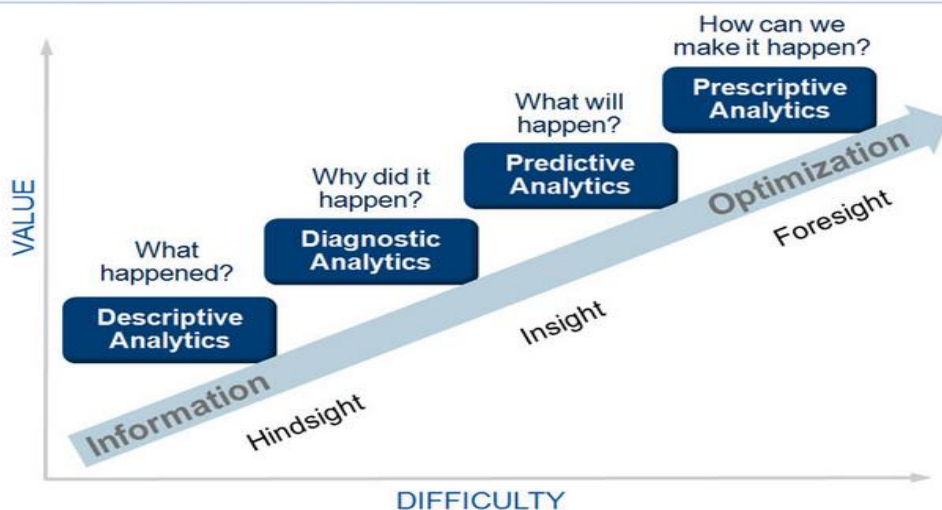 How can we
make it happen?
Prescriptive
Analytics
What will
happen?
Predictive
Analytics
Why did it
happen?
Diagnostic
Analytics
What
happened?
Descriptive
Analytics
VALUE
Information
Optimization
Hindsight
Insight
Foresight
DIFFICULTY